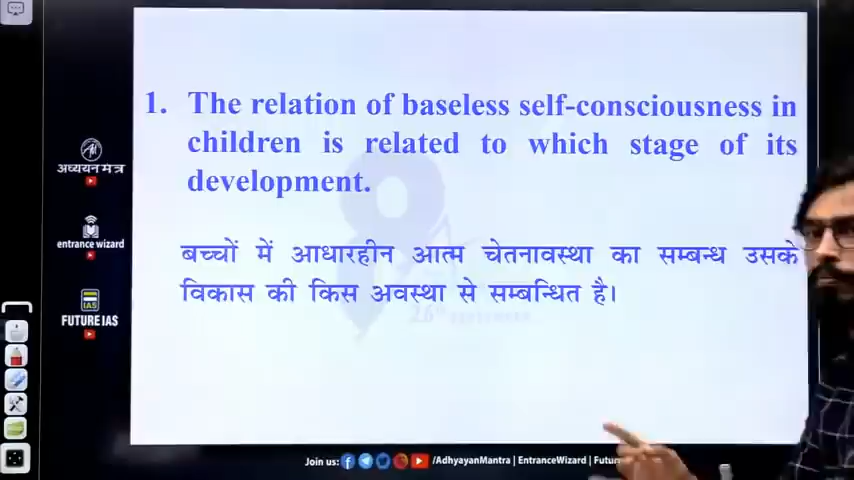 1. The relation of baseless self-consciousness in
children is related to which stage of its
development.
बच्चों में आधारहीन आत्म चेतनावस्था का सम्बन्ध उसके
विकास की किस अवस्था से सम्बन्धित है।
अध्ययन मंत्र
entrance wizard
IAS
FUTURE IAS
Join us: /AdhyayanMantra | EntranceWizard |